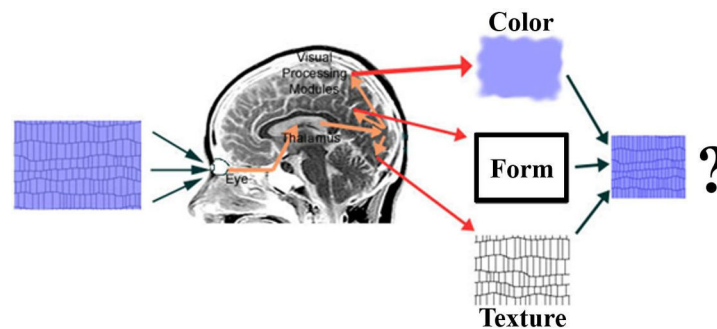 Color
Visual
Processing
Modules
Thalamus
Eye
Form
?
Texture